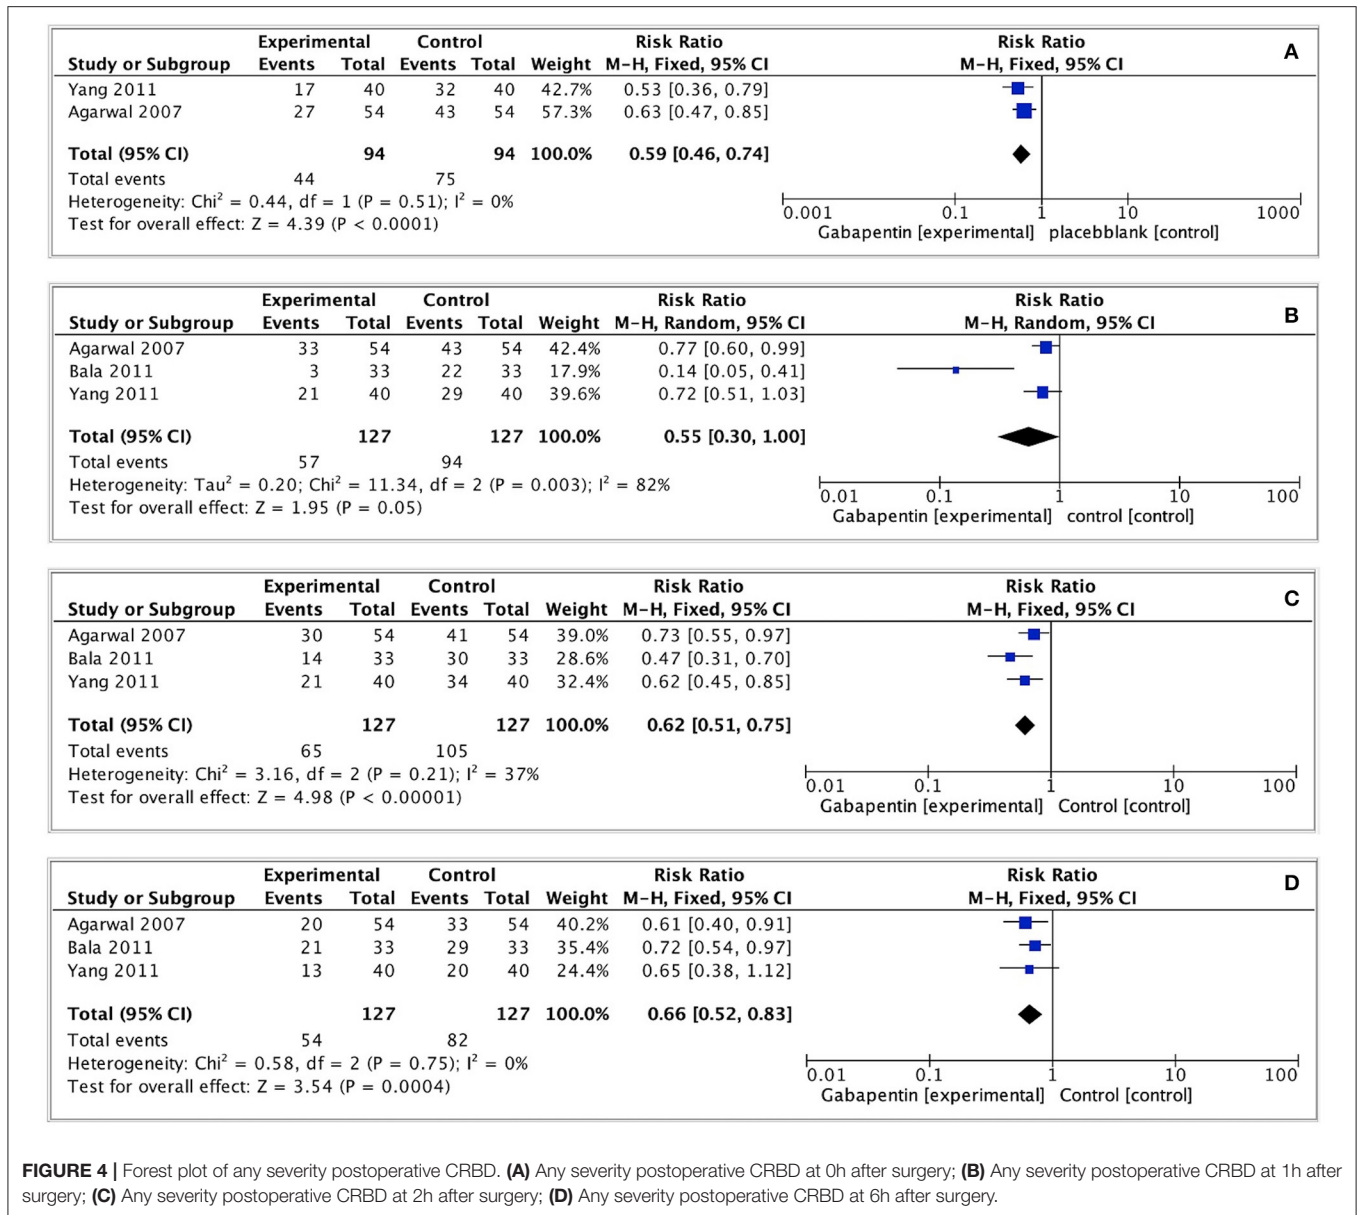 Experimental Control Risk Ratio Risk Ratio A
Study or Subgroup Events Total Events Total Weight M-H, Fixed, 95% CI M-H, Fixed, 95% CI
Yang 2011 17 40 32 40 42.7% 0.53 [0.36, 0.79]
Agarwal 2007 27 54 43 54 57.3% 0.63 [0.47, 0.85]
Total (95% CI) 94 94 100.0% 0.59 [0.46, 0.74]
Total events 44 75
Heterogeneity: Chi² = 0.44, df = 1 (P = 0.51); I² = 0%
Test for overall effect: Z = 4.39 (P < 0.0001)
0.001 0.1 1 10 1000
Gabapentin [experimental] placebblank [control]
Experimental Control Risk Ratio Risk Ratio B
Study or Subgroup Events Total Events Total Weight M-H, Random, 95% CI M-H, Random, 95% CI
Agarwal 2007 33 54 43 54 42.4% 0.77 [0.60, 0.99]
Bala 2011 3 33 22 33 17.9% 0.14 [0.05, 0.41]
Yang 2011 21 40 29 40 39.6% 0.72 [0.51, 1.03]
Total (95% CI) 127 127 100.0% 0.55 [0.30, 1.00]
Total events 57 94
Heterogeneity: Tau² = 0.20; Chi² = 11.34, df = 2 (P = 0.003); I² = 82%
Test for overall effect: Z = 1.95 (P = 0.05)
0.01 0.1 1 10 100
Gabapentin [experimental] control [control]
Experimental Control Risk Ratio Risk Ratio C
Study or Subgroup Events Total Events Total Weight M-H, Fixed, 95% CI M-H, Fixed, 95% CI
Agarwal 2007 30 54 41 54 39.0% 0.73 [0.55, 0.97]
Bala 2011 14 33 30 33 28.6% 0.47 [0.31, 0.70]
Yang 2011 21 40 34 40 32.4% 0.62 [0.45, 0.85]
Total (95% CI) 127 127 100.0% 0.62 [0.51, 0.75]
Total events 65 105
Heterogeneity: Chi² = 3.16, df = 2 (P = 0.21); I² = 37%
Test for overall effect: Z = 4.98 (P < 0.00001)
0.01 0.1 1 10 100
Gabapentin [experimental] Control [control]
Experimental Control Risk Ratio Risk Ratio D
Study or Subgroup Events Total Events Total Weight M-H, Fixed, 95% CI M-H, Fixed, 95% CI
Agarwal 2007 20 54 33 54 40.2% 0.61 [0.40, 0.91]
Bala 2011 21 33 29 33 35.4% 0.72 [0.54, 0.97]
Yang 2011 13 40 20 40 24.4% 0.65 [0.38, 1.12]
Total (95% CI) 127 127 100.0% 0.66 [0.52, 0.83]
Total events 54 82
Heterogeneity: Chi² = 0.58, df = 2 (P = 0.75); I² = 0%
Test for overall effect: Z = 3.54 (P = 0.0004)
0.01 0.1 1 10 100
Gabapentin [experimental] Control [control]
FIGURE 4 | Forest plot of any severity postoperative CRBD. (A) Any severity postoperative CRBD at 0h after surgery; (B) Any severity postoperative CRBD at 1h after
surgery; (C) Any severity postoperative CRBD at 2h after surgery; (D) Any severity postoperative CRBD at 6h after surgery.